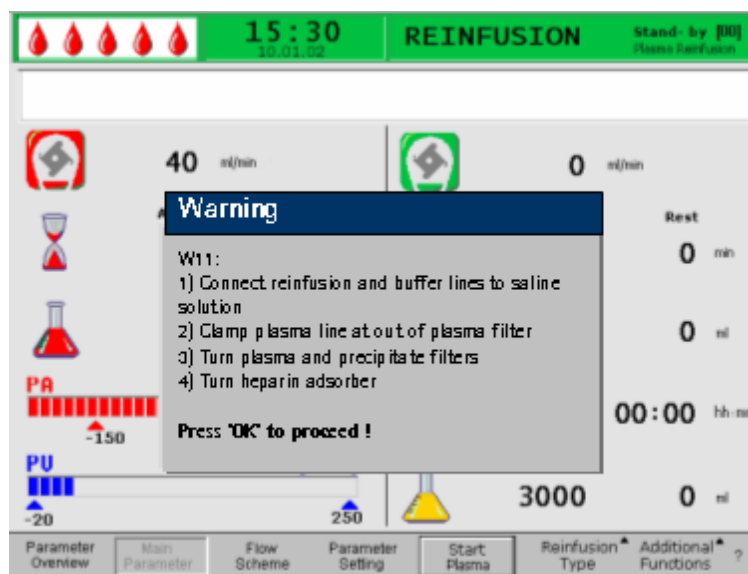 15:30
10.01.02
REINFUSION
Stand-by [00]
Plasma Reinfusion
40 ml/min
0 ml/min
Rest
0 min
0 ml
00:00
3000
0 ml
Warning
W11:
1) Connect reinfusion and buffer lines to saline
solution
2) Clamp plasma line at out of plasma filter
3) Turn plasma and precipitate filters
4) Turn heparin adsorber
Press "OK" to proceed !
PA
-150
PV
-20
250
Parameter
Overview
Main
Parameter
Flow
Scheme
Parameter
Setting
Start
Plasma
Reinfusion
Type
Additional
Functions
?